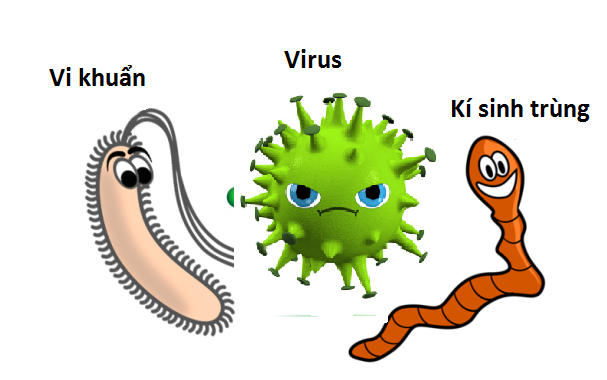 Vi khuẩn
Virus
Kí sinh trùng